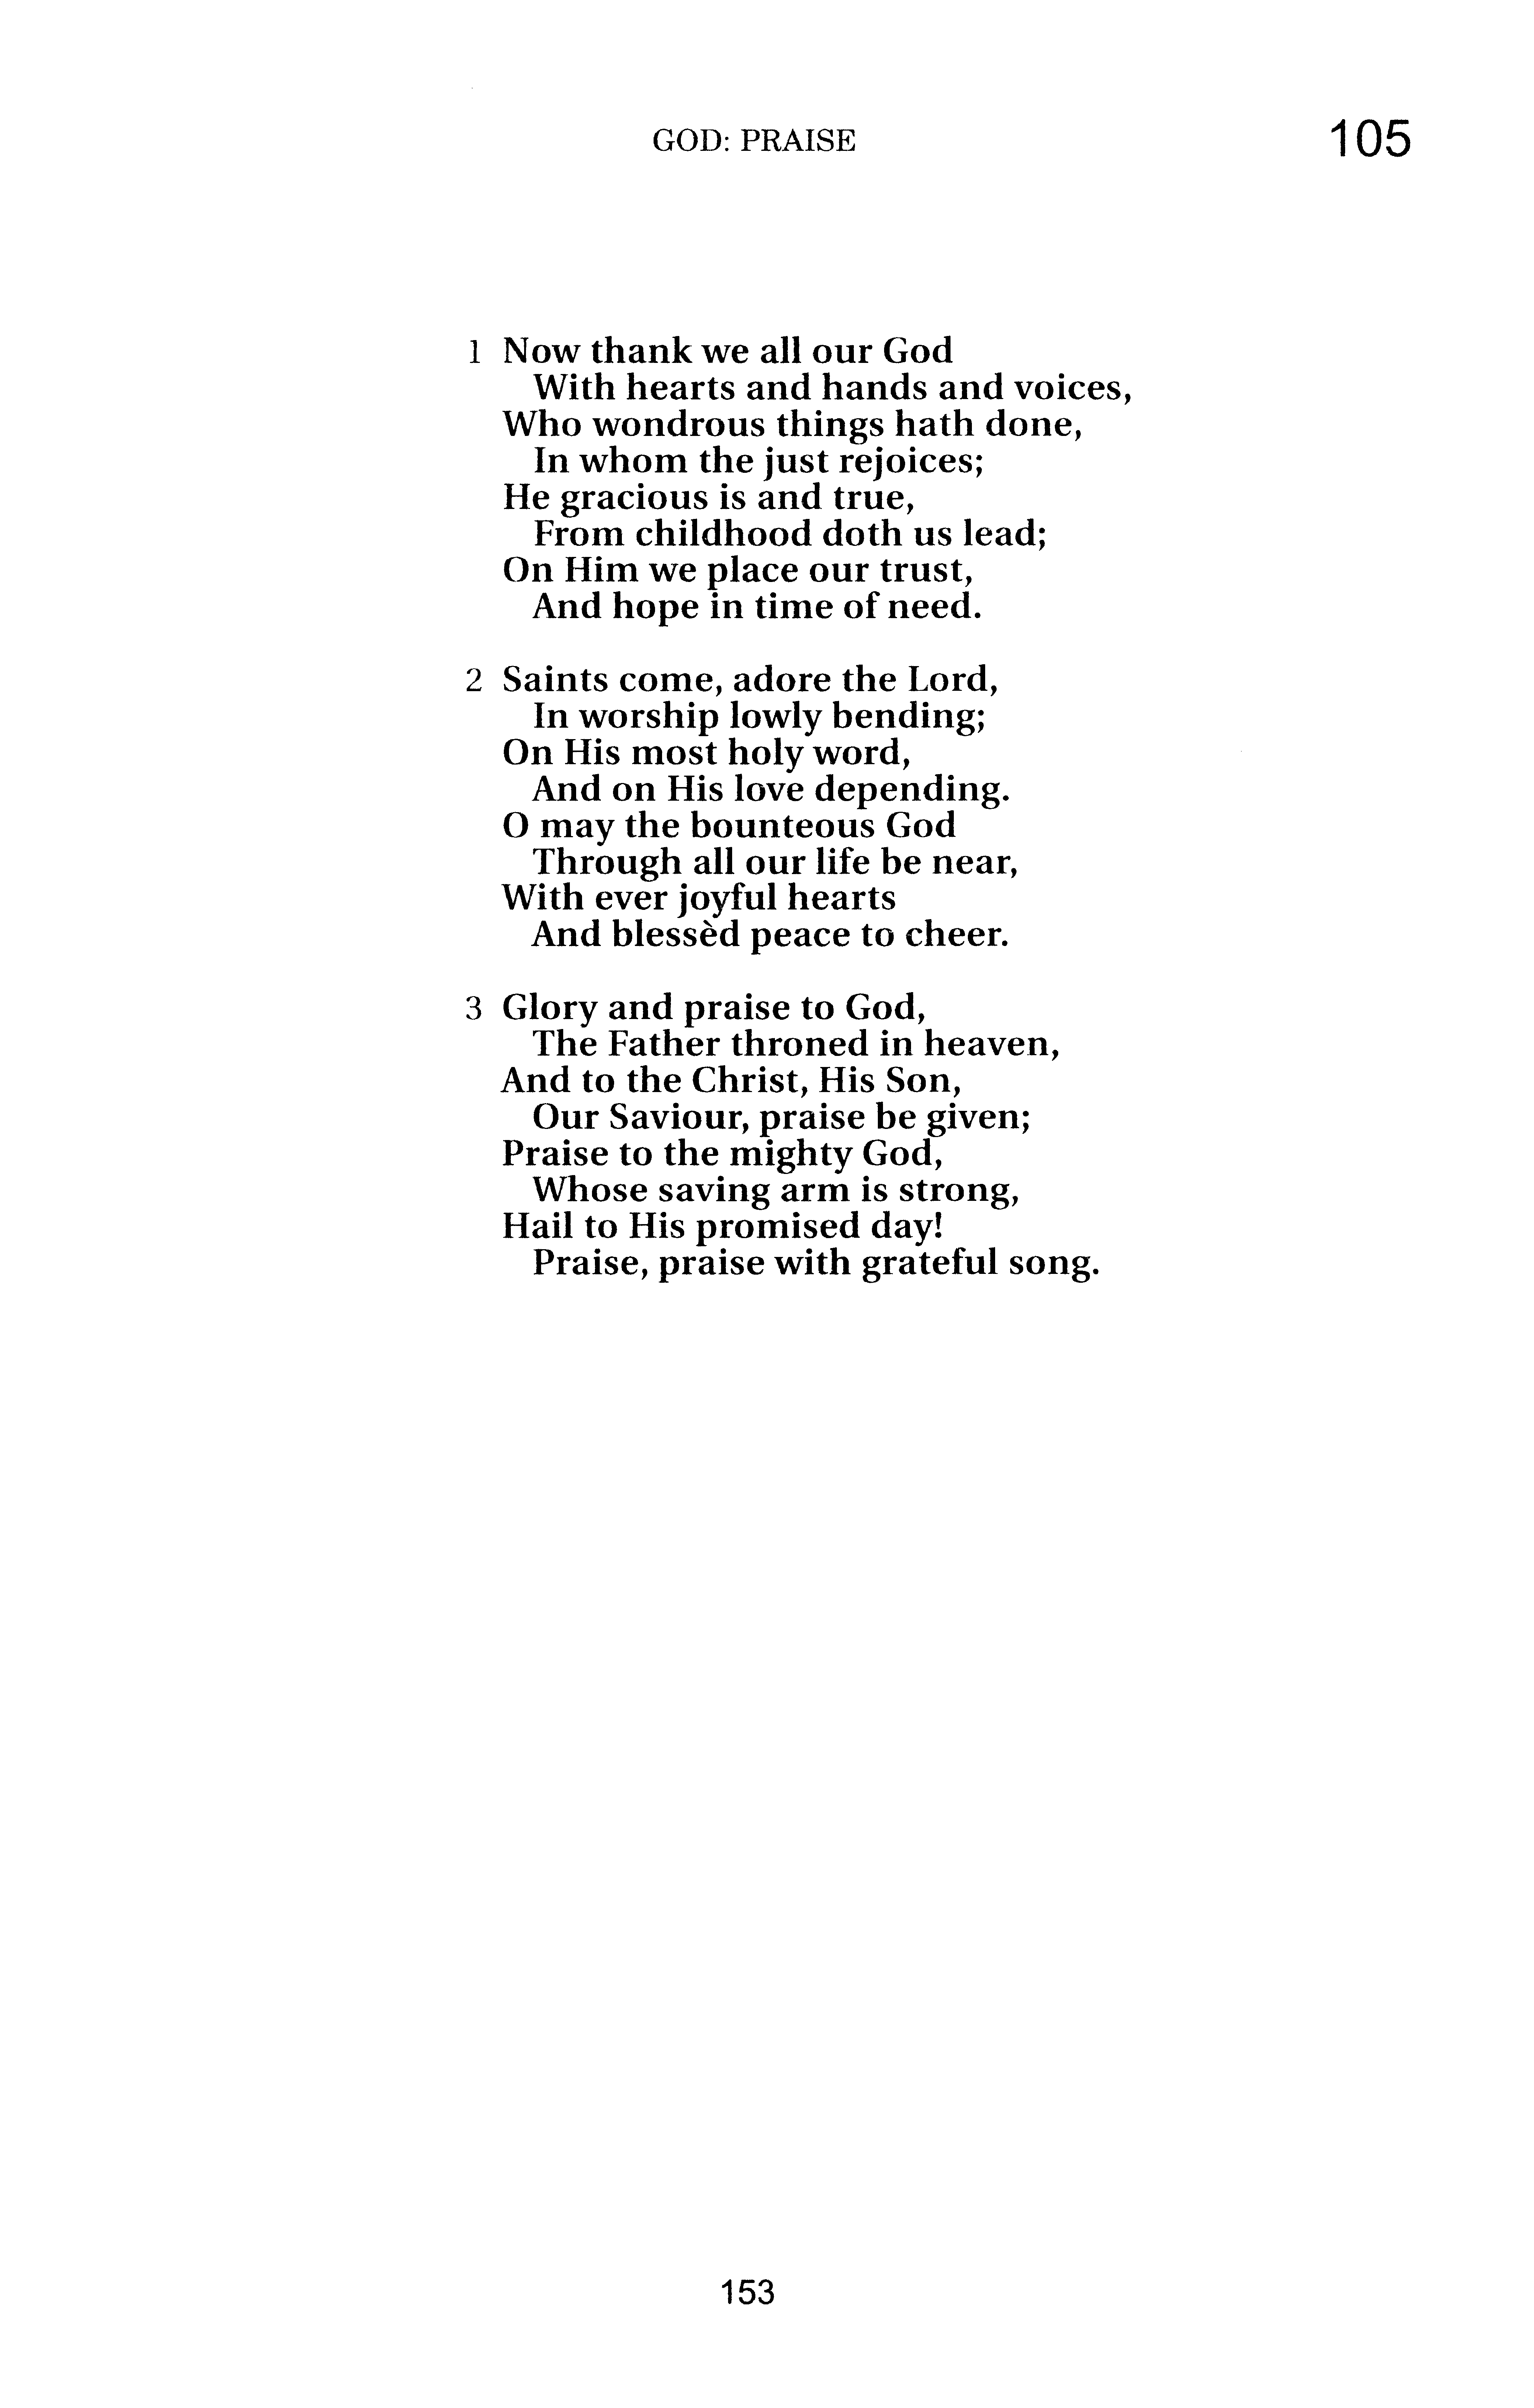 GOD: PRAISE 105
1 Now thank we all our God
With hearts and hands and voices,
Who wondrous things hath done,
In whom the just rejoices;
He gracious is and true,
From childhood doth us lead;
On Him we place our trust,
And hope in time of need.
2 Saints come, adore the Lord,
In worship lowly bending;
On His most holy word,
And on His love depending.
O may the bounteous God
Through all our life be near,
With ever joyful hearts
And blessèd peace to cheer.
3 Glory and praise to God,
The Father throned in heaven,
And to the Christ, His Son,
Our Saviour, praise be given;
Praise to the mighty God,
Whose saving arm is strong,
Hail to His promised day!
Praise, praise with grateful song.
153